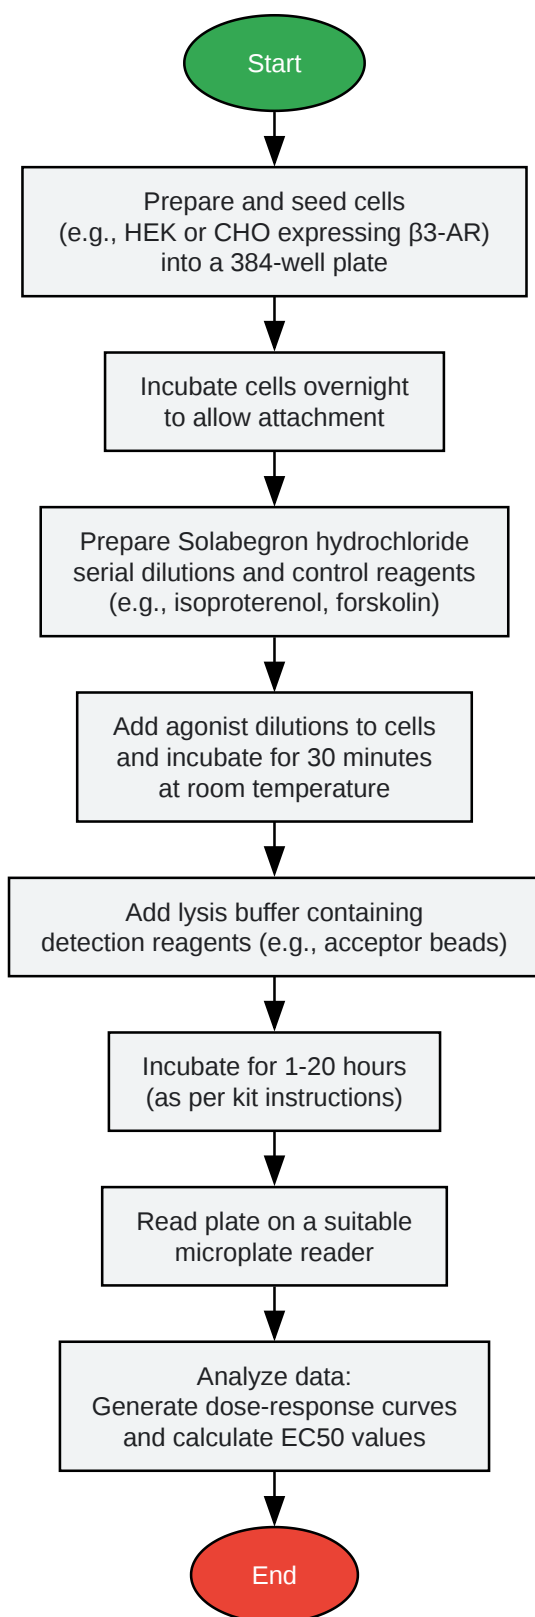 Start
Prepare and seed cells
(e.g., HEK or CHO expressing β3-AR)
into a 384-well plate
Incubate cells overnight
to allow attachment
Prepare Solabegron hydrochloride
serial dilutions and control reagents
(e.g., isoproterenol, forskolin)
Add agonist dilutions to cells
and incubate for 30 minutes
at room temperature
Add lysis buffer containing
detection reagents (e.g., acceptor beads)
Incubate for 1-20 hours
(as per kit instructions)
Read plate on a suitable
microplate reader
Analyze data:
Generate dose-response curves
and calculate EC50 values
End